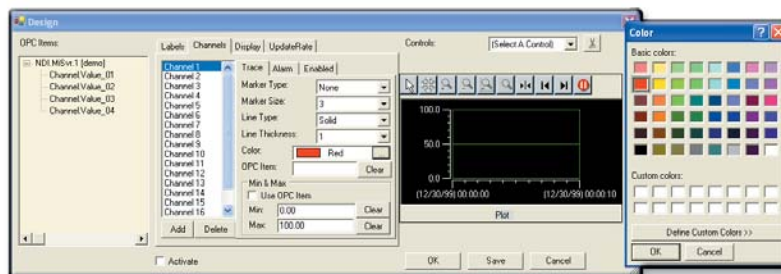 Design
OPC Items:
NDI.MiSvr.1 [demo]
Channel.Value_01
Channel.Value_02
Channel.Value_03
Channel.Value_04
Labels Channels Display UpdateRate
Channel 1
Channel 2
Channel 3
Channel 4
Channel 5
Channel 6
Channel 7
Channel 8
Channel 9
Channel 10
Channel 11
Channel 12
Channel 13
Channel 14
Channel 15
Channel 16
Add Delete
Trace Alarm Enabled
Marker Type: None
Marker Size: 3
Line Type: Solid
Line Thickness: 1
Color: Red
OPC Item: Clear
Min & Max
Use OPC Item
Min: 0.00 Clear
Max: 100.00 Clear
Activate
Controls: (Select A Control)
100.0
50.0
0.0
(12/30/99) 00:00:00 (12/30/99) 00:00:10
Plot
OK Save Cancel
Color
Basic colors:
Custom colors:
Define Custom Colors >>
OK Cancel